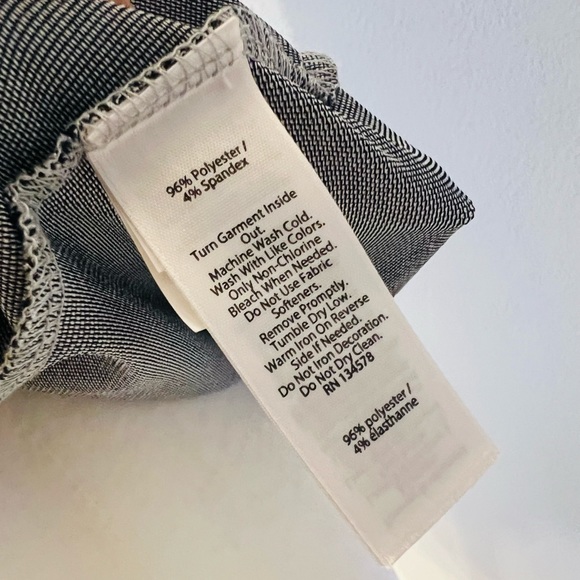 96% Polyester /
4% Spandex
Turn Garment Inside
Out.
Machine Wash Cold.
Wash With Like Colors.
Only Non-Chlorine
Bleach When Needed.
Do Not Use Fabric
Softeners.
Remove Promptly.
Tumble Dry Low.
Warm Iron On Reverse
Side If Needed.
Do Not Iron Decoration.
Do Not Dry Clean.
RN 134578
96% polyester /
4% élasthanne